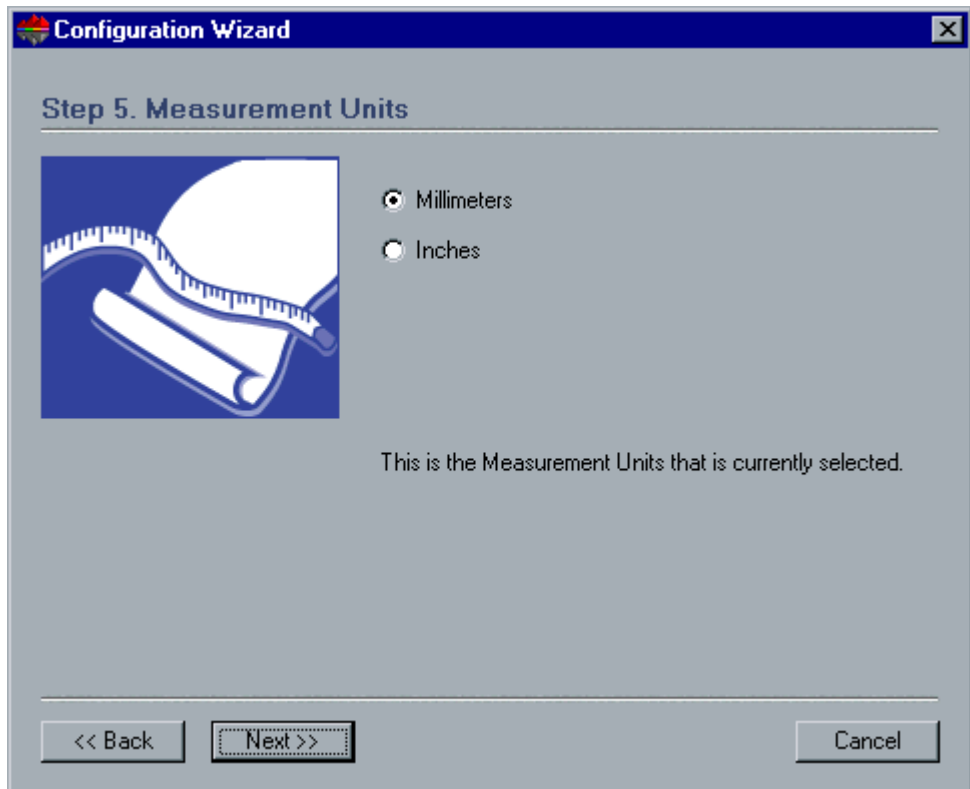 Configuration Wizard
Step 5. Measurement Units
Millimeters
Inches
This is the Measurement Units that is currently selected.
<< Back
Next >>
Cancel